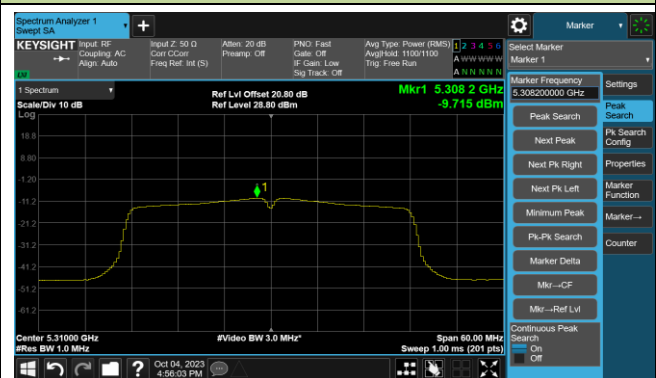 Spectrum Analyzer 1
Swept SA
Marker
KEYSIGHT
Input: RF
Coupling: AC
Align: Auto
Input Z: 50 Ω
Corr CCorr
Freq Ref: Int (S)
Atten: 20 dB
Preamp: Off
PNO: Fast
Gate: Off
IF Gain: Low
Sig Track: Off
Avg Type: Power (RMS)
Avg|Hold: 1100/1100
Trig: Free Run
1 2 3 4 5 6
A W W W W W
A N N N N N
LXI
Select Marker
Marker 1
1 Spectrum
Scale/Div 10 dB
Log
Ref Lvl Offset 20.80 dB
Ref Level 28.80 dBm
Mkr1 5.308 2 GHz
-9.715 dBm
18.8
8.80
-1.20
-11.2
-21.2
-31.2
-41.2
-51.2
-61.2
1
Center 5.31000 GHz
#Res BW 1.0 MHz
#Video BW 3.0 MHz*
Span 60.00 MHz
Sweep 1.00 ms (201 pts)
Marker Frequency
5.308200000 GHz
Peak Search
Next Peak
Next Pk Right
Next Pk Left
Minimum Peak
Pk-Pk Search
Marker Delta
Mkr→CF
Mkr→Ref Lvl
Continuous Peak
Search
On
Off
Settings
Peak
Search
Pk Search
Config
Properties
Marker
Function
Marker→
Counter
Oct 04, 2023
4:56:03 PM